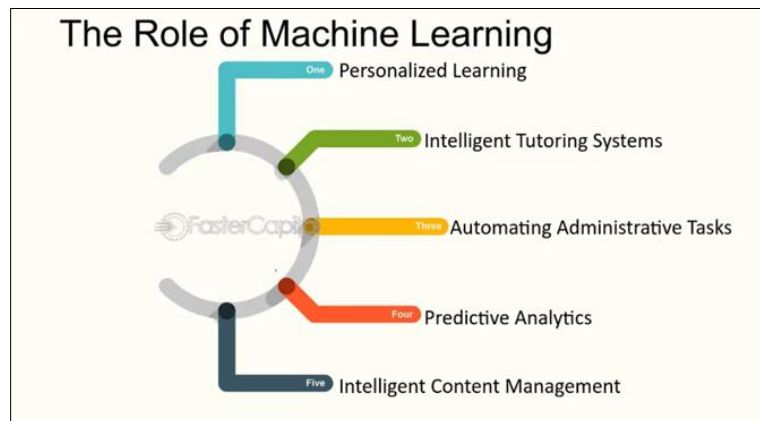 The Role of Machine Learning
One Personalized Learning
Two Intelligent Tutoring Systems
FasterCapital
Three Automating Administrative Tasks
Four Predictive Analytics
Five Intelligent Content Management